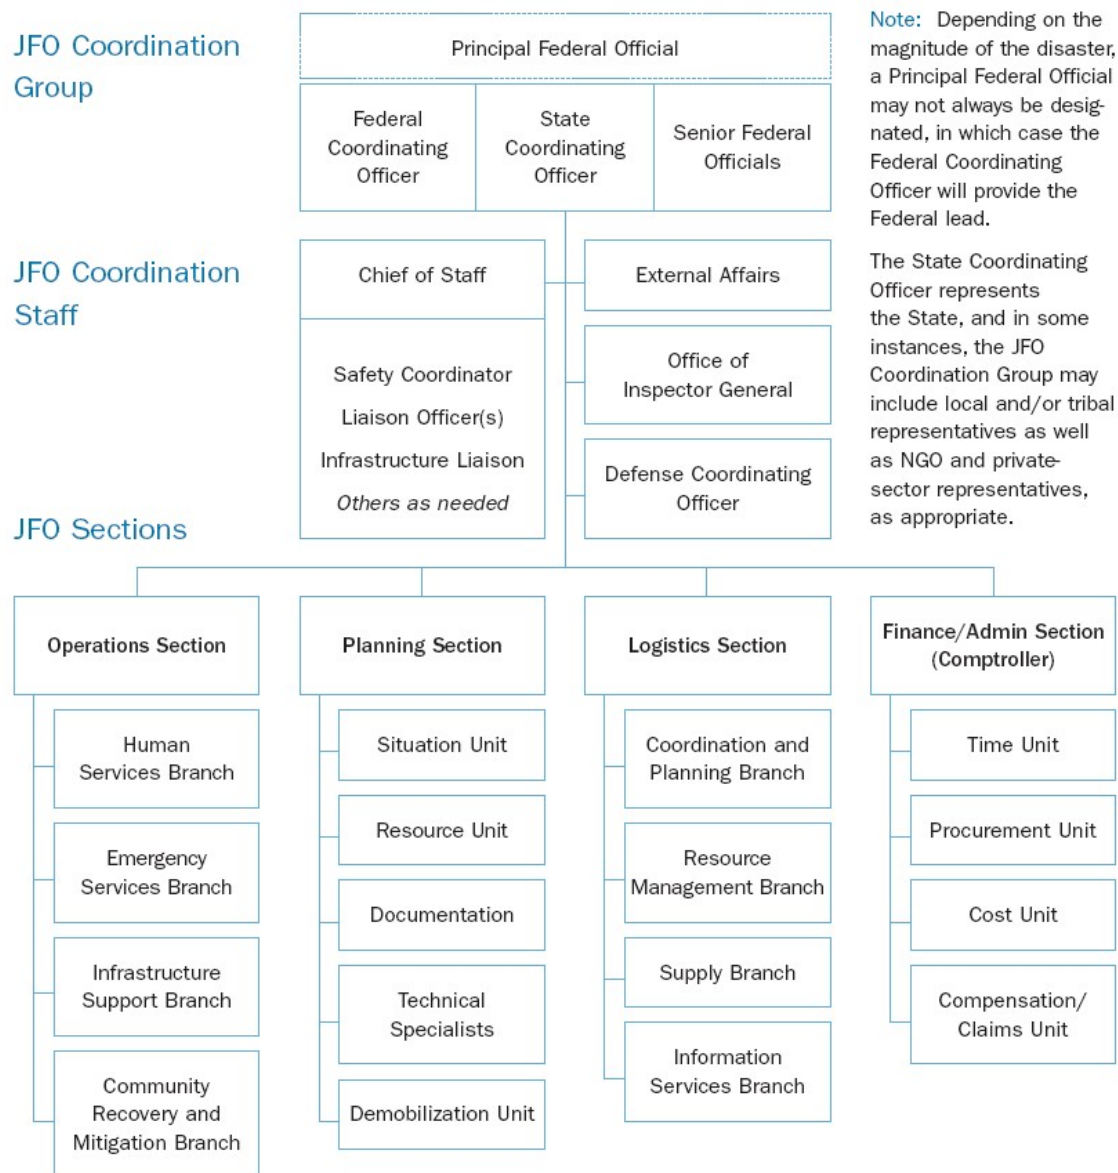 JFO Coordination
Group
Principal Federal Official
Federal
Coordinating
Officer
State
Coordinating
Officer
Senior Federal
Officials
Note: Depending on the
magnitude of the disaster,
a Principal Federal Official
may not always be desig-
nated, in which case the
Federal Coordinating
Officer will provide the
Federal lead.
The State Coordinating
Officer represents
the State, and in some
instances, the JFO
Coordination Group may
include local and/or tribal
representatives as well
as NGO and private-
sector representatives,
as appropriate.
JFO Coordination
Staff
Chief of Staff
Safety Coordinator
Liaison Officer(s)
Infrastructure Liaison
Others as needed
External Affairs
Office of
Inspector General
Defense Coordinating
Officer
JFO Sections
Operations Section
Human
Services Branch
Emergency
Services Branch
Infrastructure
Support Branch
Community
Recovery and
Mitigation Branch
Planning Section
Situation Unit
Resource Unit
Documentation
Technical
Specialists
Demobilization Unit
Logistics Section
Coordination and
Planning Branch
Resource
Management Branch
Supply Branch
Information
Services Branch
Finance/Admin Section
(Comptroller)
Time Unit
Procurement Unit
Cost Unit
Compensation/
Claims Unit